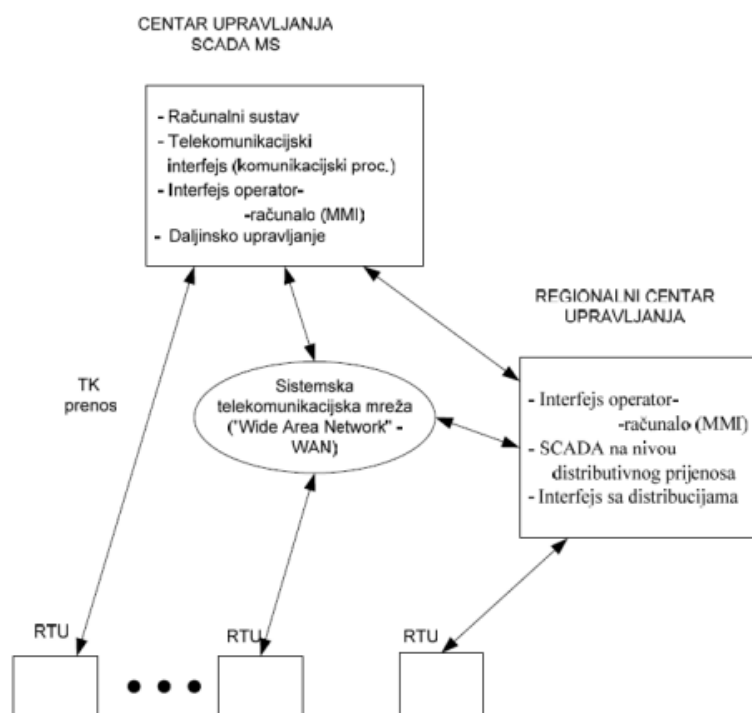 CENTAR UPRAVLJANJA
SCADA MS
- Računalni sustav
- Telekomunikacijski
interfejs (komunikacijski proc.)
- Interfejs operator-
-računalo (MMI)
- Daljinsko upravljanje
REGIONALNI CENTAR
UPRAVLJANJA
- Interfejs operator-
-računalo (MMI)
- SCADA na nivou
distributivnog prijenosa
- Interfejs sa distribucijama
TK
prenos
Sistemska
telekomunikacijska mreža
("Wide Area Network" -
WAN)
RTU
RTU
RTU